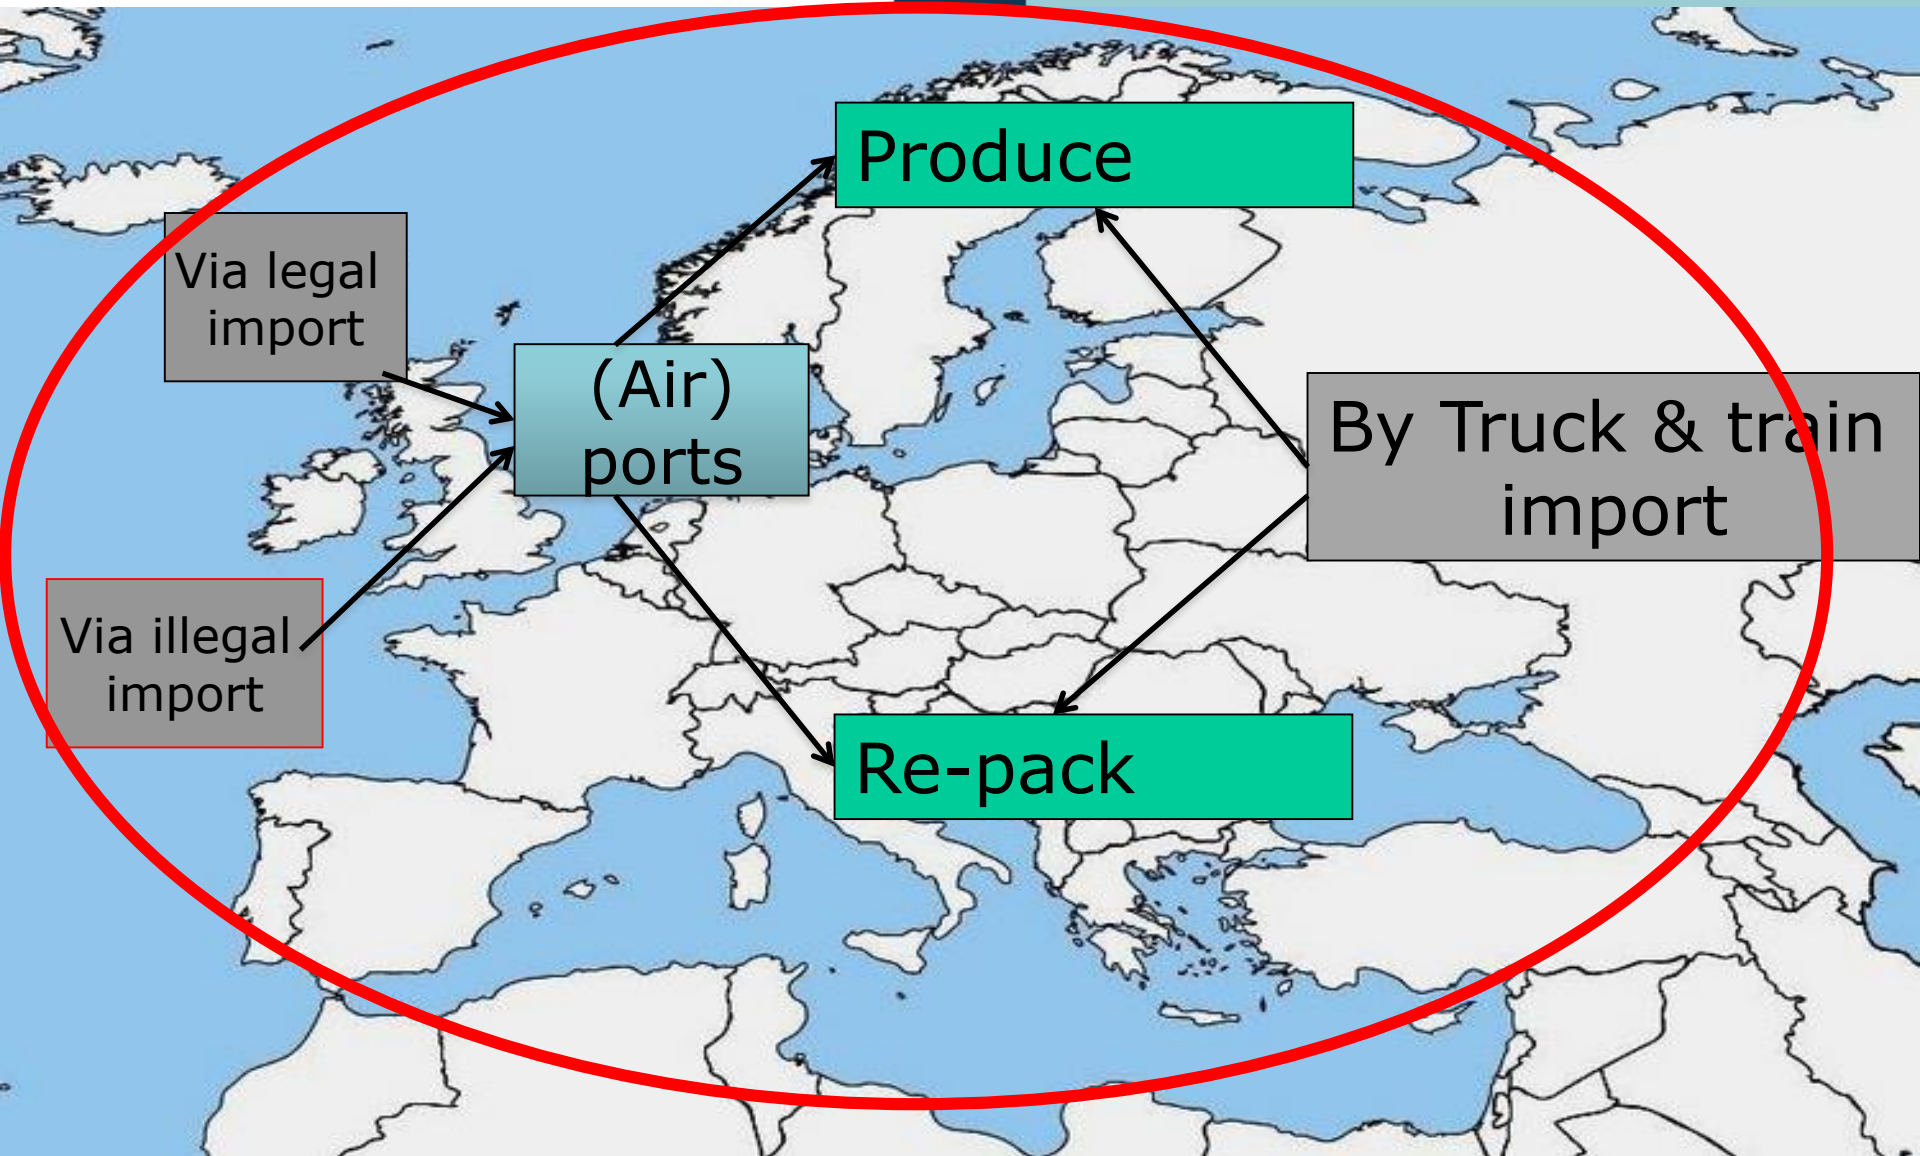 Produce
Via legal
import
(Air)
ports
By Truck & train
import
Via illegal
import
Re-pack